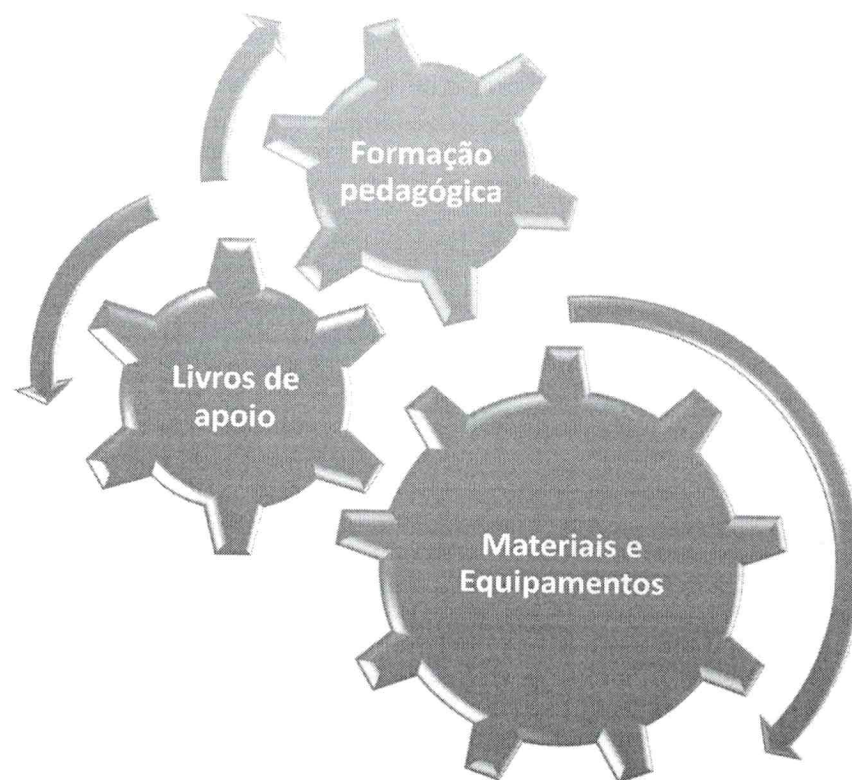 Formação
pedagógica
Livros de
apoio
Materiais e
Equipamentos